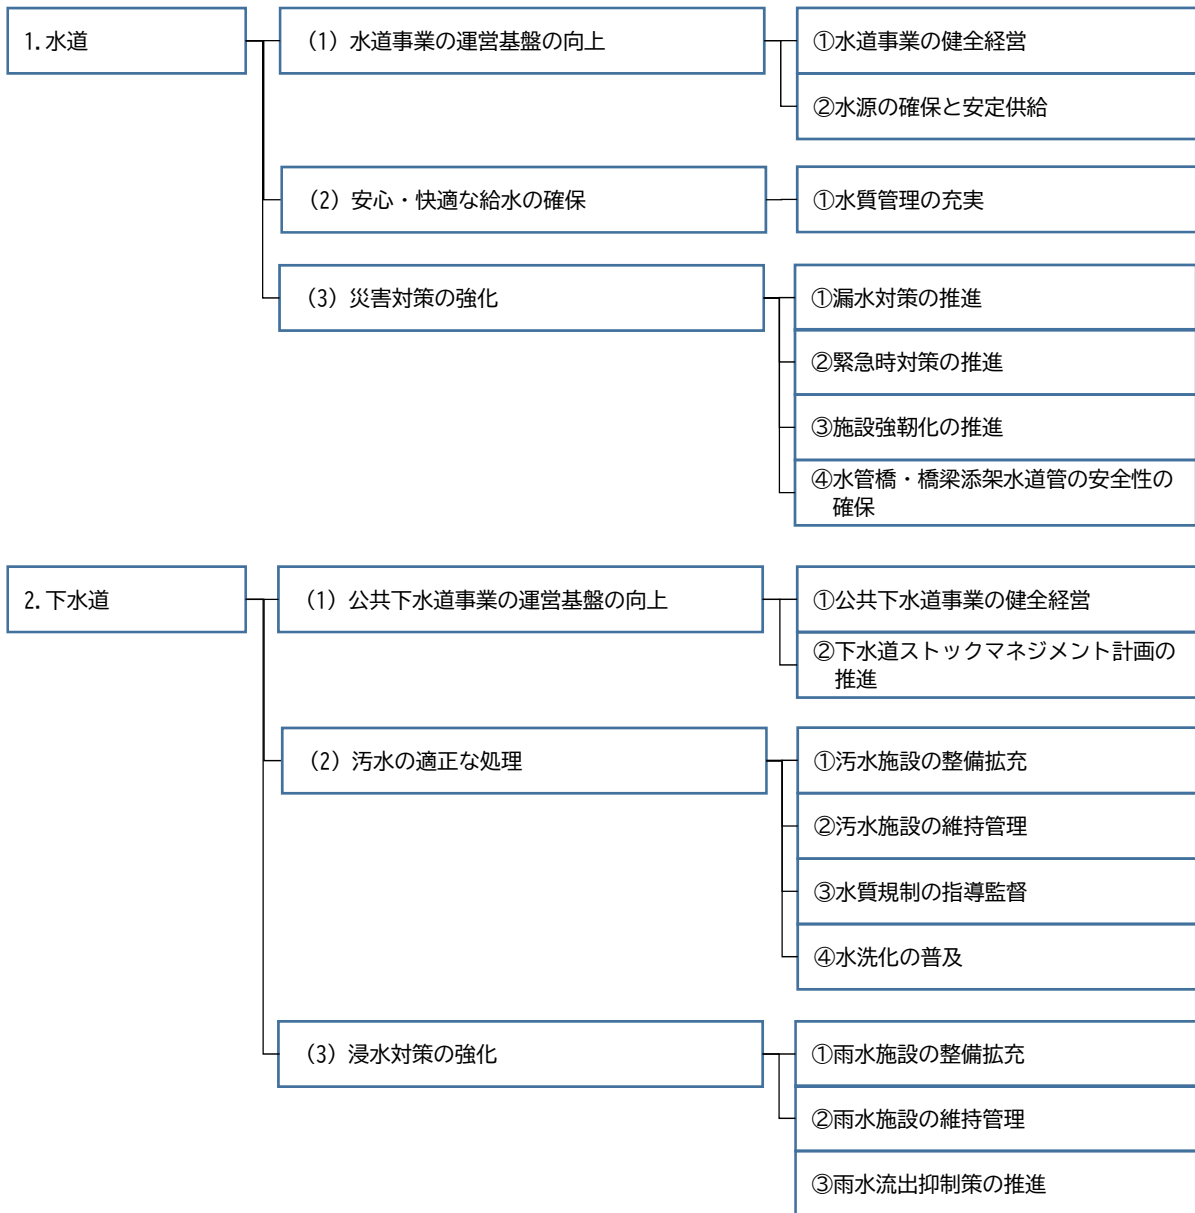 1.水道
(1) 水道事業の運営基盤の向上
①水道事業の健全経営
②水源の確保と安定供給
(2) 安心・快適な給水の確保
①水質管理の充実
(3) 災害対策の強化
①漏水対策の推進
②緊急時対策の推進
③施設強靭化の推進
④水管橋・橋梁添架水道管の安全性の
確保
2.下水道
(1) 公共下水道事業の運営基盤の向上
①公共下水道事業の健全経営
②下水道ストックマネジメント計画の
推進
(2) 汚水の適正な処理
①汚水施設の整備拡充
②汚水施設の維持管理
③水質規制の指導監督
④水洗化の普及
(3) 浸水対策の強化
①雨水施設の整備拡充
②雨水施設の維持管理
③雨水流出抑制策の推進